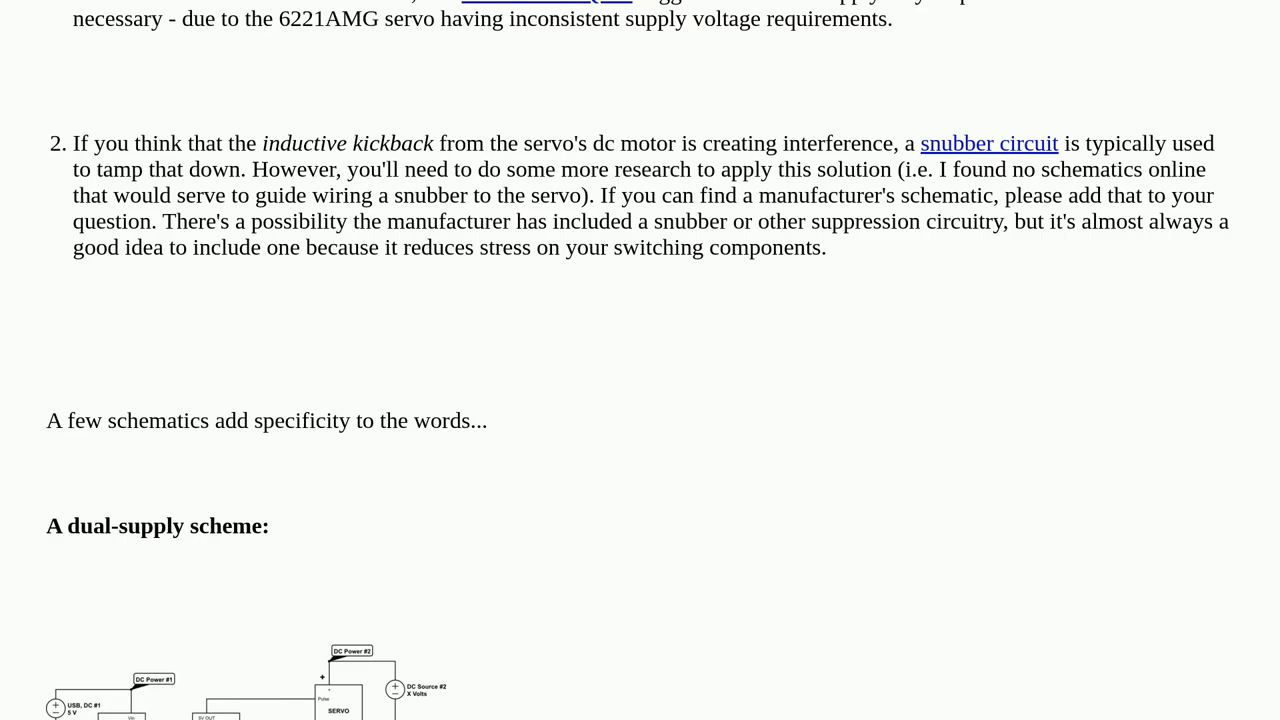 necessary - due to the 6221AMG servo having inconsistent supply voltage requirements.
2. If you think that the inductive kickback from the servo's dc motor is creating interference, a snubber circuit is typically used
to tamp that down. However, you'll need to do some more research to apply this solution (i.e. I found no schematics online
that would serve to guide wiring a snubber to the servo). If you can find a manufacturer's schematic, please add that to your
question. There's a possibility the manufacturer has included a snubber or other suppression circuitry, but it's almost always a
good idea to include one because it reduces stress on your switching components.
A few schematics add specificity to the words...
A dual-supply scheme:
DC Power #2
DC Power #1
+
DC Source #2
X Volts
Pulse
USB, DC #1
5 V
SERVO
Vin
5V OUT